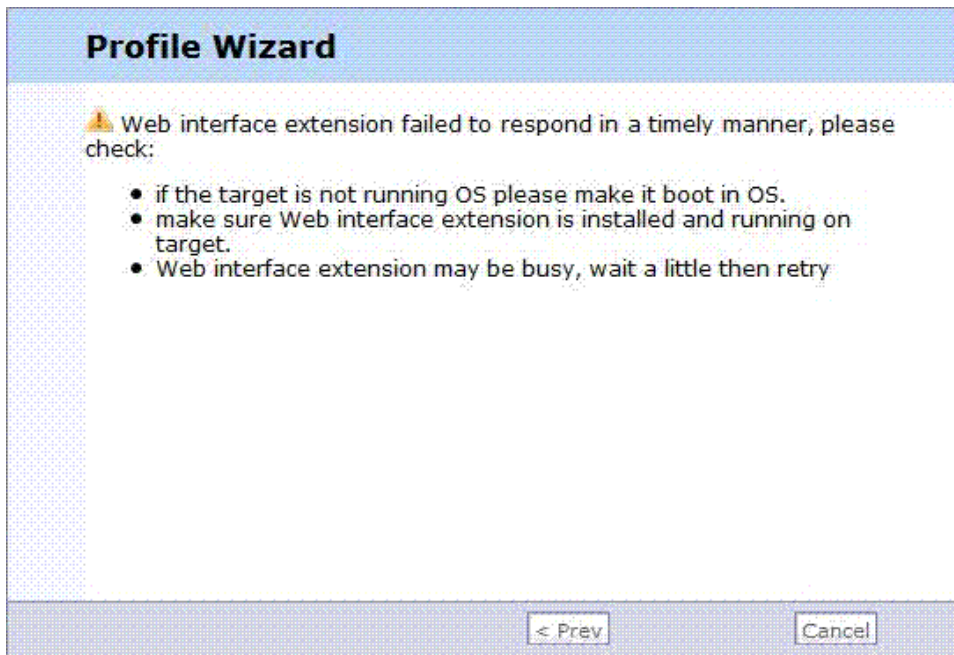 Profile Wizard
Web interface extension failed to respond in a timely manner, please
check:
• if the target is not running OS please make it boot in OS.
• make sure Web interface extension is installed and running on
target.
• Web interface extension may be busy, wait a little then retry
< Prev
Cancel